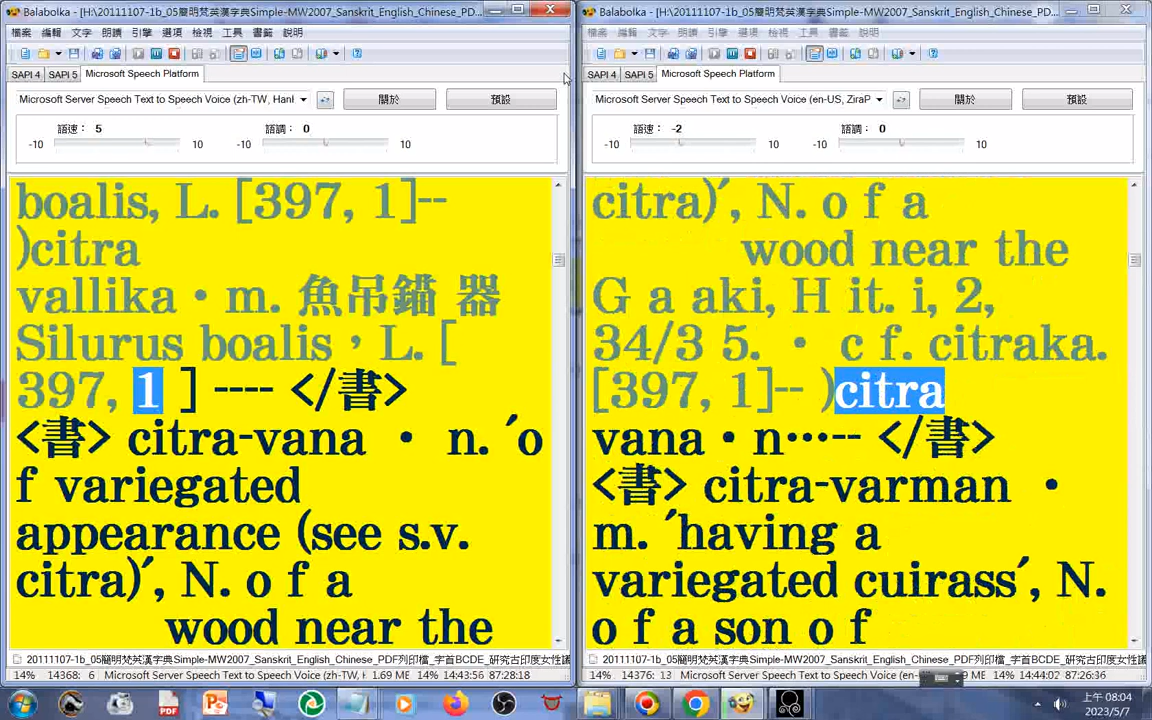 Balabolka - [H:\20111107-1b_05簡明梵英漢字典Simple-MW2007_Sanskrit_English_Chinese_PD...
檔案 編輯 文字 朗讀 引擎 選項 檢視 工具 書籤 說明
SAPI 4 SAPI 5 Microsoft Speech Platform
Microsoft Server Speech Text to Speech Voice (zh-TW, Hanl
關於
預設
語速： 5 語調： 0
-10 10 -10 10
boalis, L. [397, 1]--
)citra
vallika·m. 魚吊錨 器
Silurus boalis，L. [
397, 1 ] ---- </書>
<書> citra-vana · n. ′o
f variegated
appearance (see s.v.
citra)′, N. o f a
wood near the
20111107-1b_05簡明梵英漢字典Simple-MW2007_Sanskrit_English_Chinese_PDF列印檔_字首BCDE_研究古印度女性議
14% 14368: 6 Microsoft Server Speech Text to Speech Voice (zh-TW, H 1.69 MB 14% 14:43:56 87:28:18
Balabolka - [H:\20111107-1b_05簡明梵英漢字典Simple-MW2007_Sanskrit_English_Chinese_PD...
檔案 編輯 文字 朗讀 引擎 選項 檢視 工具 書籤 說明
SAPI 4 SAPI 5 Microsoft Speech Platform
Microsoft Server Speech Text to Speech Voice (en-US, ZiraP
關於
預設
語速： -2 語調： 0
-10 10 -10 10
citra)′, N. o f a
wood near the
G a aki, H it. i, 2,
34/3 5. · c f. citraka.
[397, 1]-- )citra
vana·n…-- </書>
<書> citra-varman ·
m. ′having a
variegated cuirass′, N.
o f a son o f
20111107-1b_05簡明梵英漢字典Simple-MW2007_Sanskrit_English_Chinese_PDF列印檔_字首BCDE_研究古印度女性議
14% 14376: 13 Microsoft Server Speech Text to Speech Voice (en-US, 14% 14:44:02 87:26:36
PDF
上午 08:04
2023/5/7